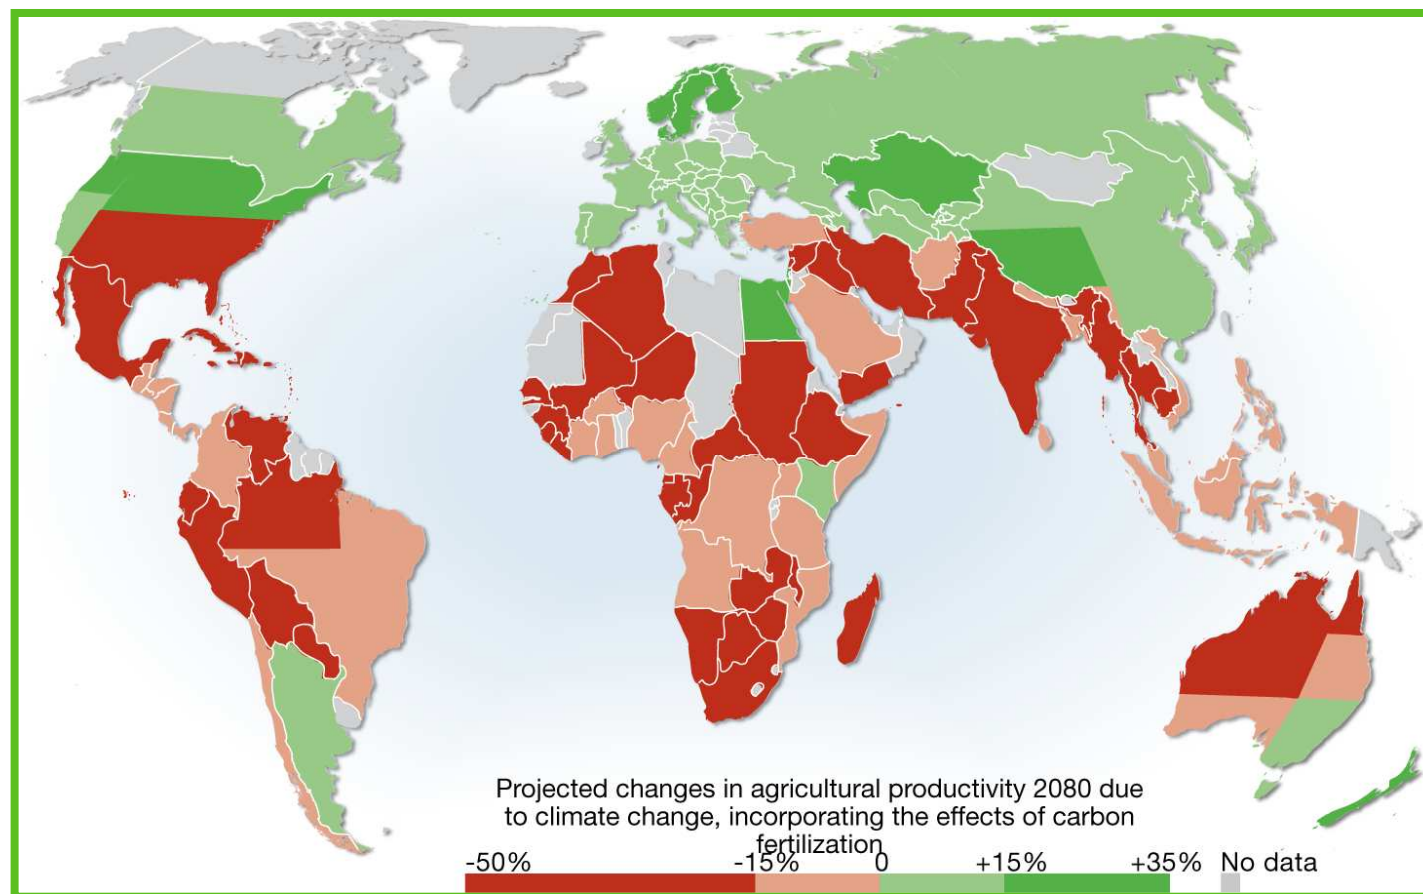 Projected changes in agricultural productivity 2080 due
to climate change, incorporating the effects of carbon
fertilization
-50% -15% 0 +15% +35% No data